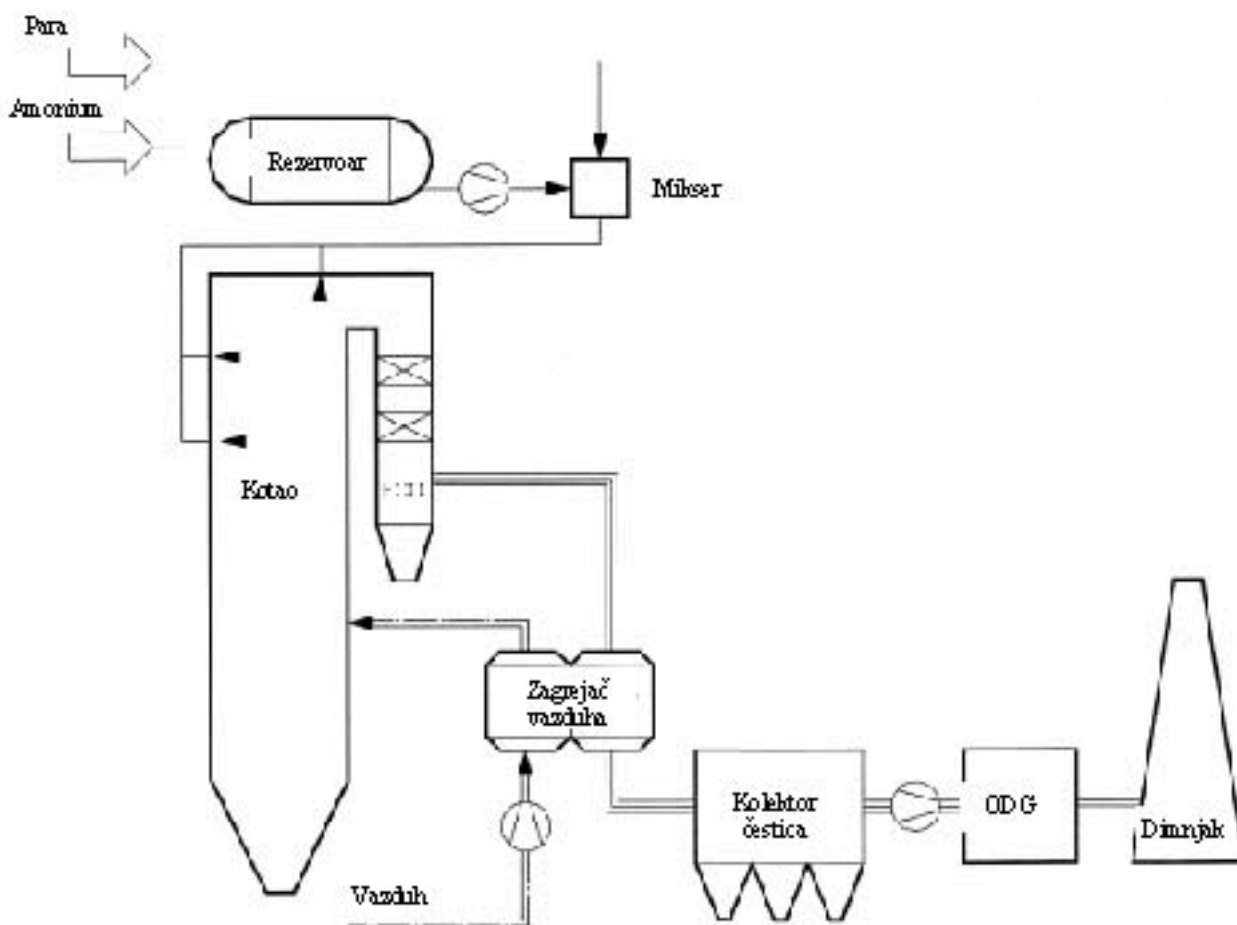 Para
Amonium
Rezervoar
Mikser
Kotao
Zagrejač
vazduha
Kolektor
čestica
ODG
Dimnjak
Vazduh